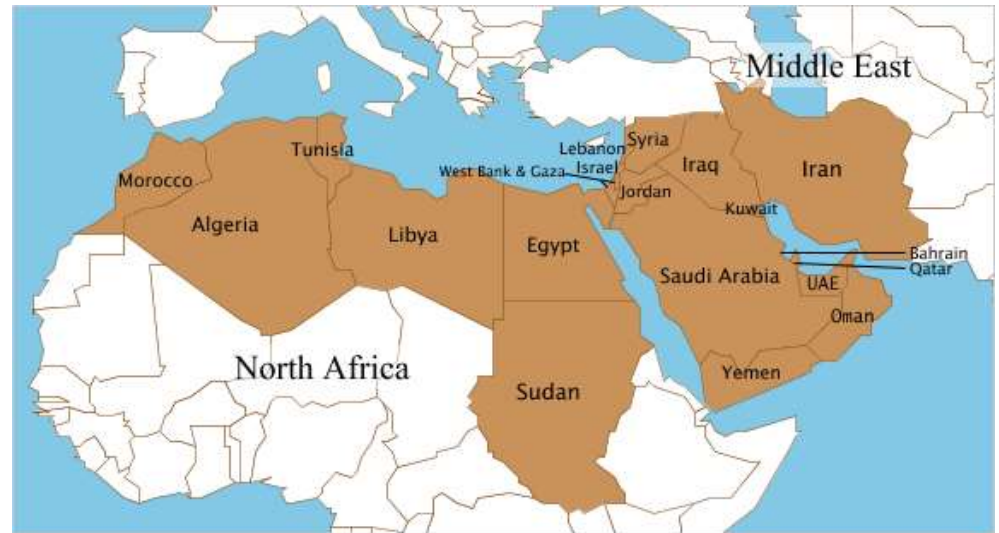 Middle East
Tunisia
Lebanon
Syria
Israel
West Bank & Gaza
Iraq
Iran
Morocco
Jordan
Kuwait
Algeria
Libya
Egypt
Bahrain
Saudi Arabia
Qatar
UAE
Oman
North Africa
Yemen
Sudan